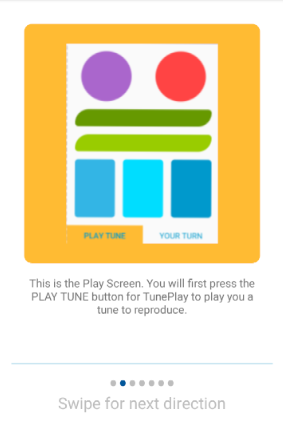 PLAY TUNE
YOUR TURN
This is the Play Screen. You will first press the
PLAY TUNE button for TunePlay to play you a
tune to reproduce.
Swipe for next direction